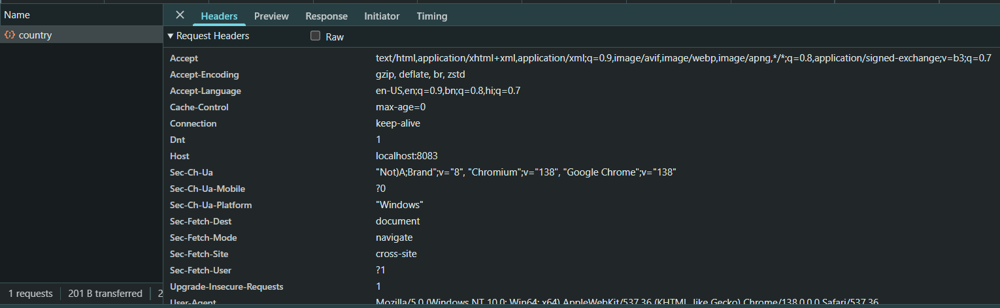 Name
Headers Preview Response Initiator Timing
country
Request Headers Raw
Accept text/html,application/xhtml+xml,application/xml;q=0.9,image/avif,image/webp,image/apng,*/*;q=0.8,application/signed-exchange;v=b3;q=0.7
Accept-Encoding gzip, deflate, br, zstd
Accept-Language en-US,en;q=0.9,bn;q=0.8,hi;q=0.7
Cache-Control max-age=0
Connection keep-alive
Dnt 1
Host localhost:8083
Sec-Ch-Ua "Not)A;Brand";v="8", "Chromium";v="138", "Google Chrome";v="138"
Sec-Ch-Ua-Mobile ?0
Sec-Ch-Ua-Platform "Windows"
Sec-Fetch-Dest document
Sec-Fetch-Mode navigate
Sec-Fetch-Site cross-site
Sec-Fetch-User ?1
Upgrade-Insecure-Requests 1
User-Agent Mozilla/5.0 (Windows NT 10.0; Win64; x64) AppleWebKit/537.36 (KHTML, like Gecko) Chrome/138.0.0.0 Safari/537.36
1 requests 201 B transferred 2